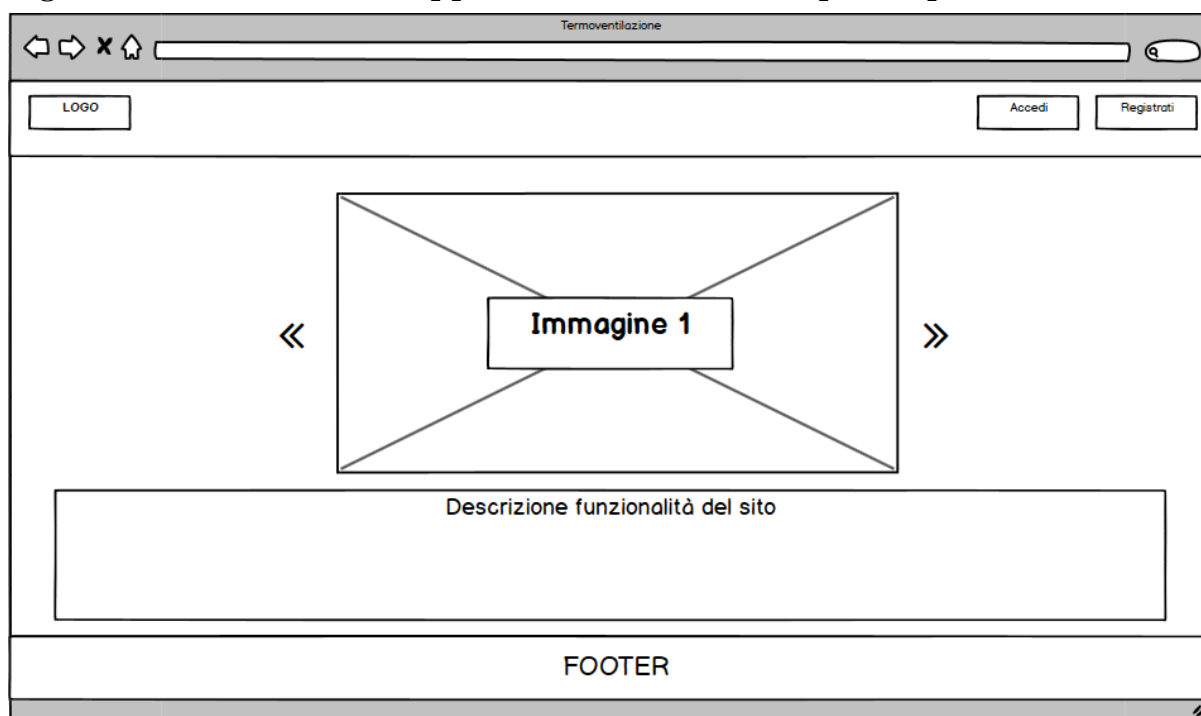 Termoventilazione
LOGO
Accedi
Registrati
Immagine 1
Descrizione funzionalità del sito
FOOTER